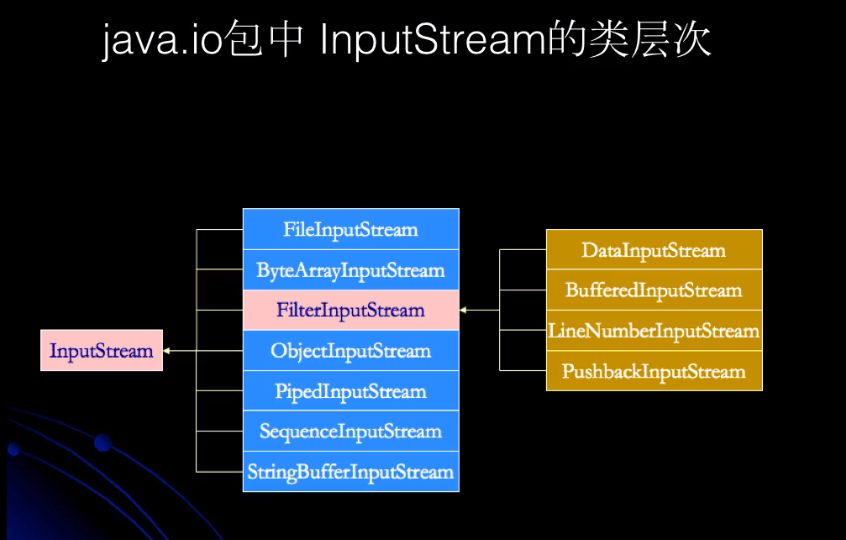 java.io包中 InputStream的类层次
InputStream
FileInputStream
ByteArrayInputStream
FilterInputStream
ObjectInputStream
PipedInputStream
SequenceInputStream
StringBufferInputStream
DataInputStream
BufferedInputStream
LineNumberInputStream
PushbackInputStream